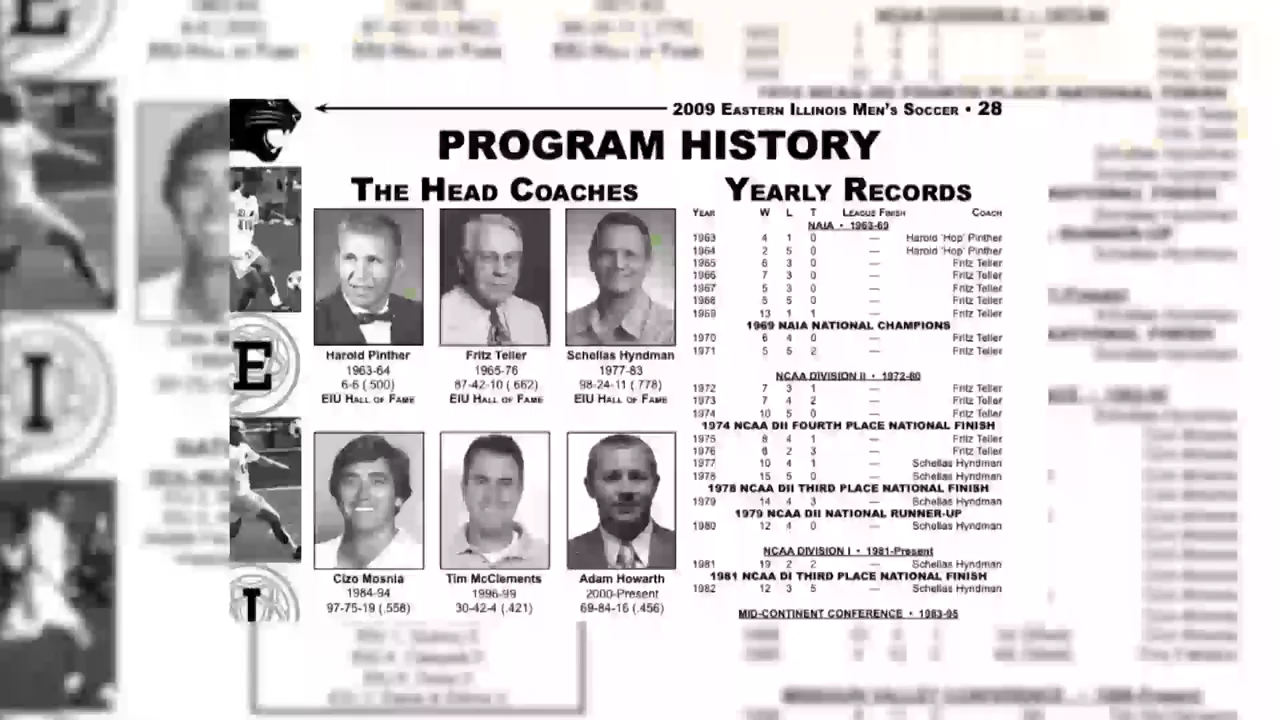 2009 Eastern Illinois Men's Soccer • 28
PROGRAM HISTORY
The Head Coaches
Harold Pinther
1963-64
6-6 (.500)
EIU Hall of Fame
Fritz Teller
1965-76
87-42-10 (.662)
EIU Hall of Fame
Schellas Hyndman
1977-83
98-24-11 (.778)
EIU Hall of Fame
Cizo Mosnia
1984-94
97-75-19 (.558)
Tim McClements
1996-99
30-42-4 (.421)
Adam Howarth
2000-Present
69-84-16 (.456)
Yearly Records
Year W L T League Finish Coach
NAIA • 1963-69
1963 4 1 0 — Harold 'Hop' Pinther
1964 2 5 0 — Harold 'Hop' Pinther
1965 6 3 0 — Fritz Teller
1966 7 3 0 — Fritz Teller
1967 5 3 0 — Fritz Teller
1968 5 5 0 — Fritz Teller
1969 13 1 1 — Fritz Teller
1969 NAIA NATIONAL CHAMPIONS
1970 6 4 0 — Fritz Teller
1971 5 5 2 — Fritz Teller
NCAA DIVISION II • 1972-80
1972 7 3 1 — Fritz Teller
1973 7 4 2 — Fritz Teller
1974 10 5 0 — Fritz Teller
1974 NCAA DII FOURTH PLACE NATIONAL FINISH
1975 8 4 1 — Fritz Teller
1976 8 2 3 — Fritz Teller
1977 10 4 1 — Schellas Hyndman
1978 15 5 0 — Schellas Hyndman
1978 NCAA DII THIRD PLACE NATIONAL FINISH
1979 14 4 3 — Schellas Hyndman
1979 NCAA DII NATIONAL RUNNER-UP
1980 12 4 0 — Schellas Hyndman
NCAA DIVISION I • 1981-Present
1981 19 2 2 — Schellas Hyndman
1981 NCAA DI THIRD PLACE NATIONAL FINISH
1982 12 3 5 — Schellas Hyndman
MID-CONTINENT CONFERENCE • 1983-95
E
I